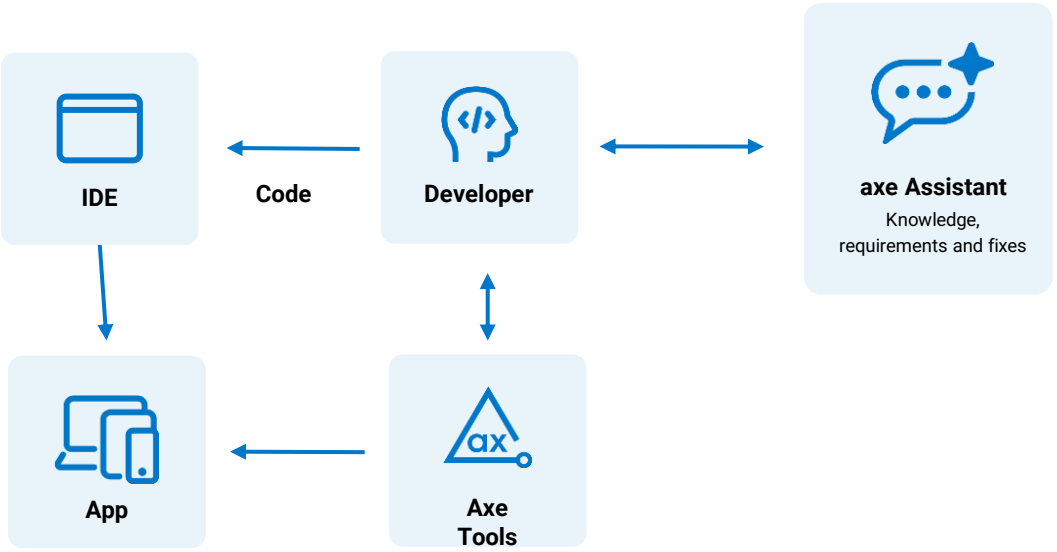 IDE
Code
</>
Developer
axe Assistant
Knowledge,
requirements and fixes
App
ax
Axe
Tools